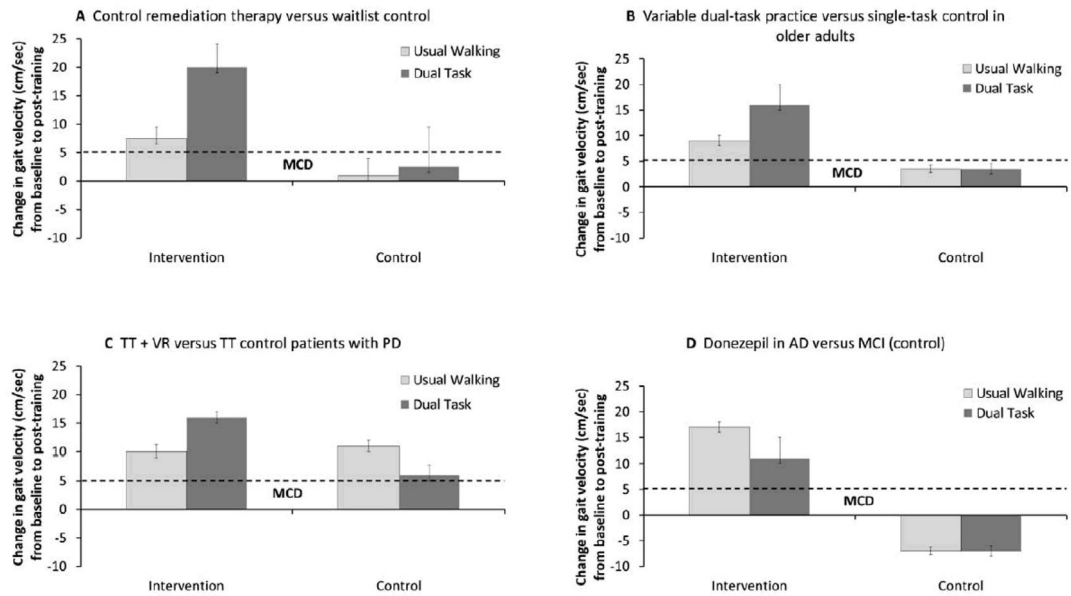 A Control remediation therapy versus waitlist control
Change in gait velocity (cm/sec)
from baseline to post-training
25
20
15
10
5
0
-5
-10
Usual Walking
Dual Task
MCD
Intervention
Control
B Variable dual-task practice versus single-task control in
older adults
Change in gait velocity (cm/sec)
from baseline to post-training
25
20
15
10
5
0
-5
-10
Usual Walking
Dual Task
MCD
Intervention
Control
C TT + VR versus TT control patients with PD
Change in gait velocity (cm/sec)
from baseline to post-training
25
20
15
10
5
0
-5
-10
Usual Walking
Dual Task
MCD
Intervention
Control
D Donezepil in AD versus MCI (control)
Change in gait velocity (cm/sec)
from baseline to post-training
25
20
15
10
5
0
-5
-10
Usual Walking
Dual Task
MCD
Intervention
Control